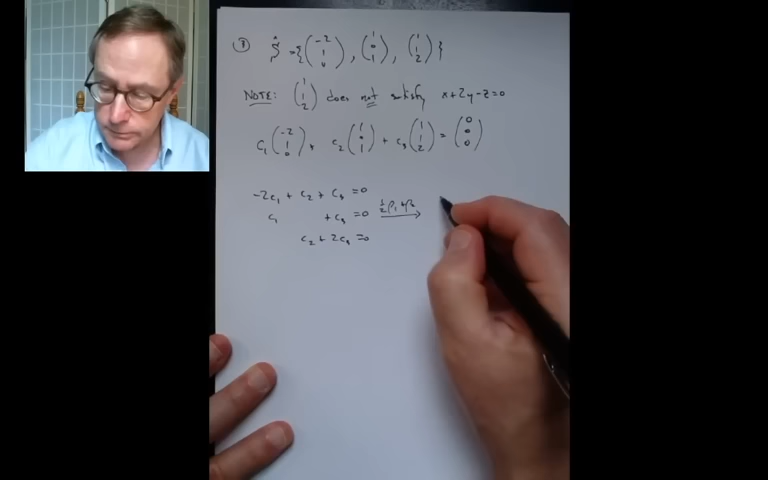 ① Ŝ = {(-2 1 0), (1 0 1), (1 1 2)}
NOTE: (1 1 2) does not satisfy x+2y-z=0
c₁(-2 1 0) + c₂(1 0 1) + c₃(1 1 2) = (0 0 0)
-2c₁ + c₂ + c₃ = 0
c₁ + c₃ = 0 ½ρ₁+ρ₂ →
c₂ + 2c₃ = 0